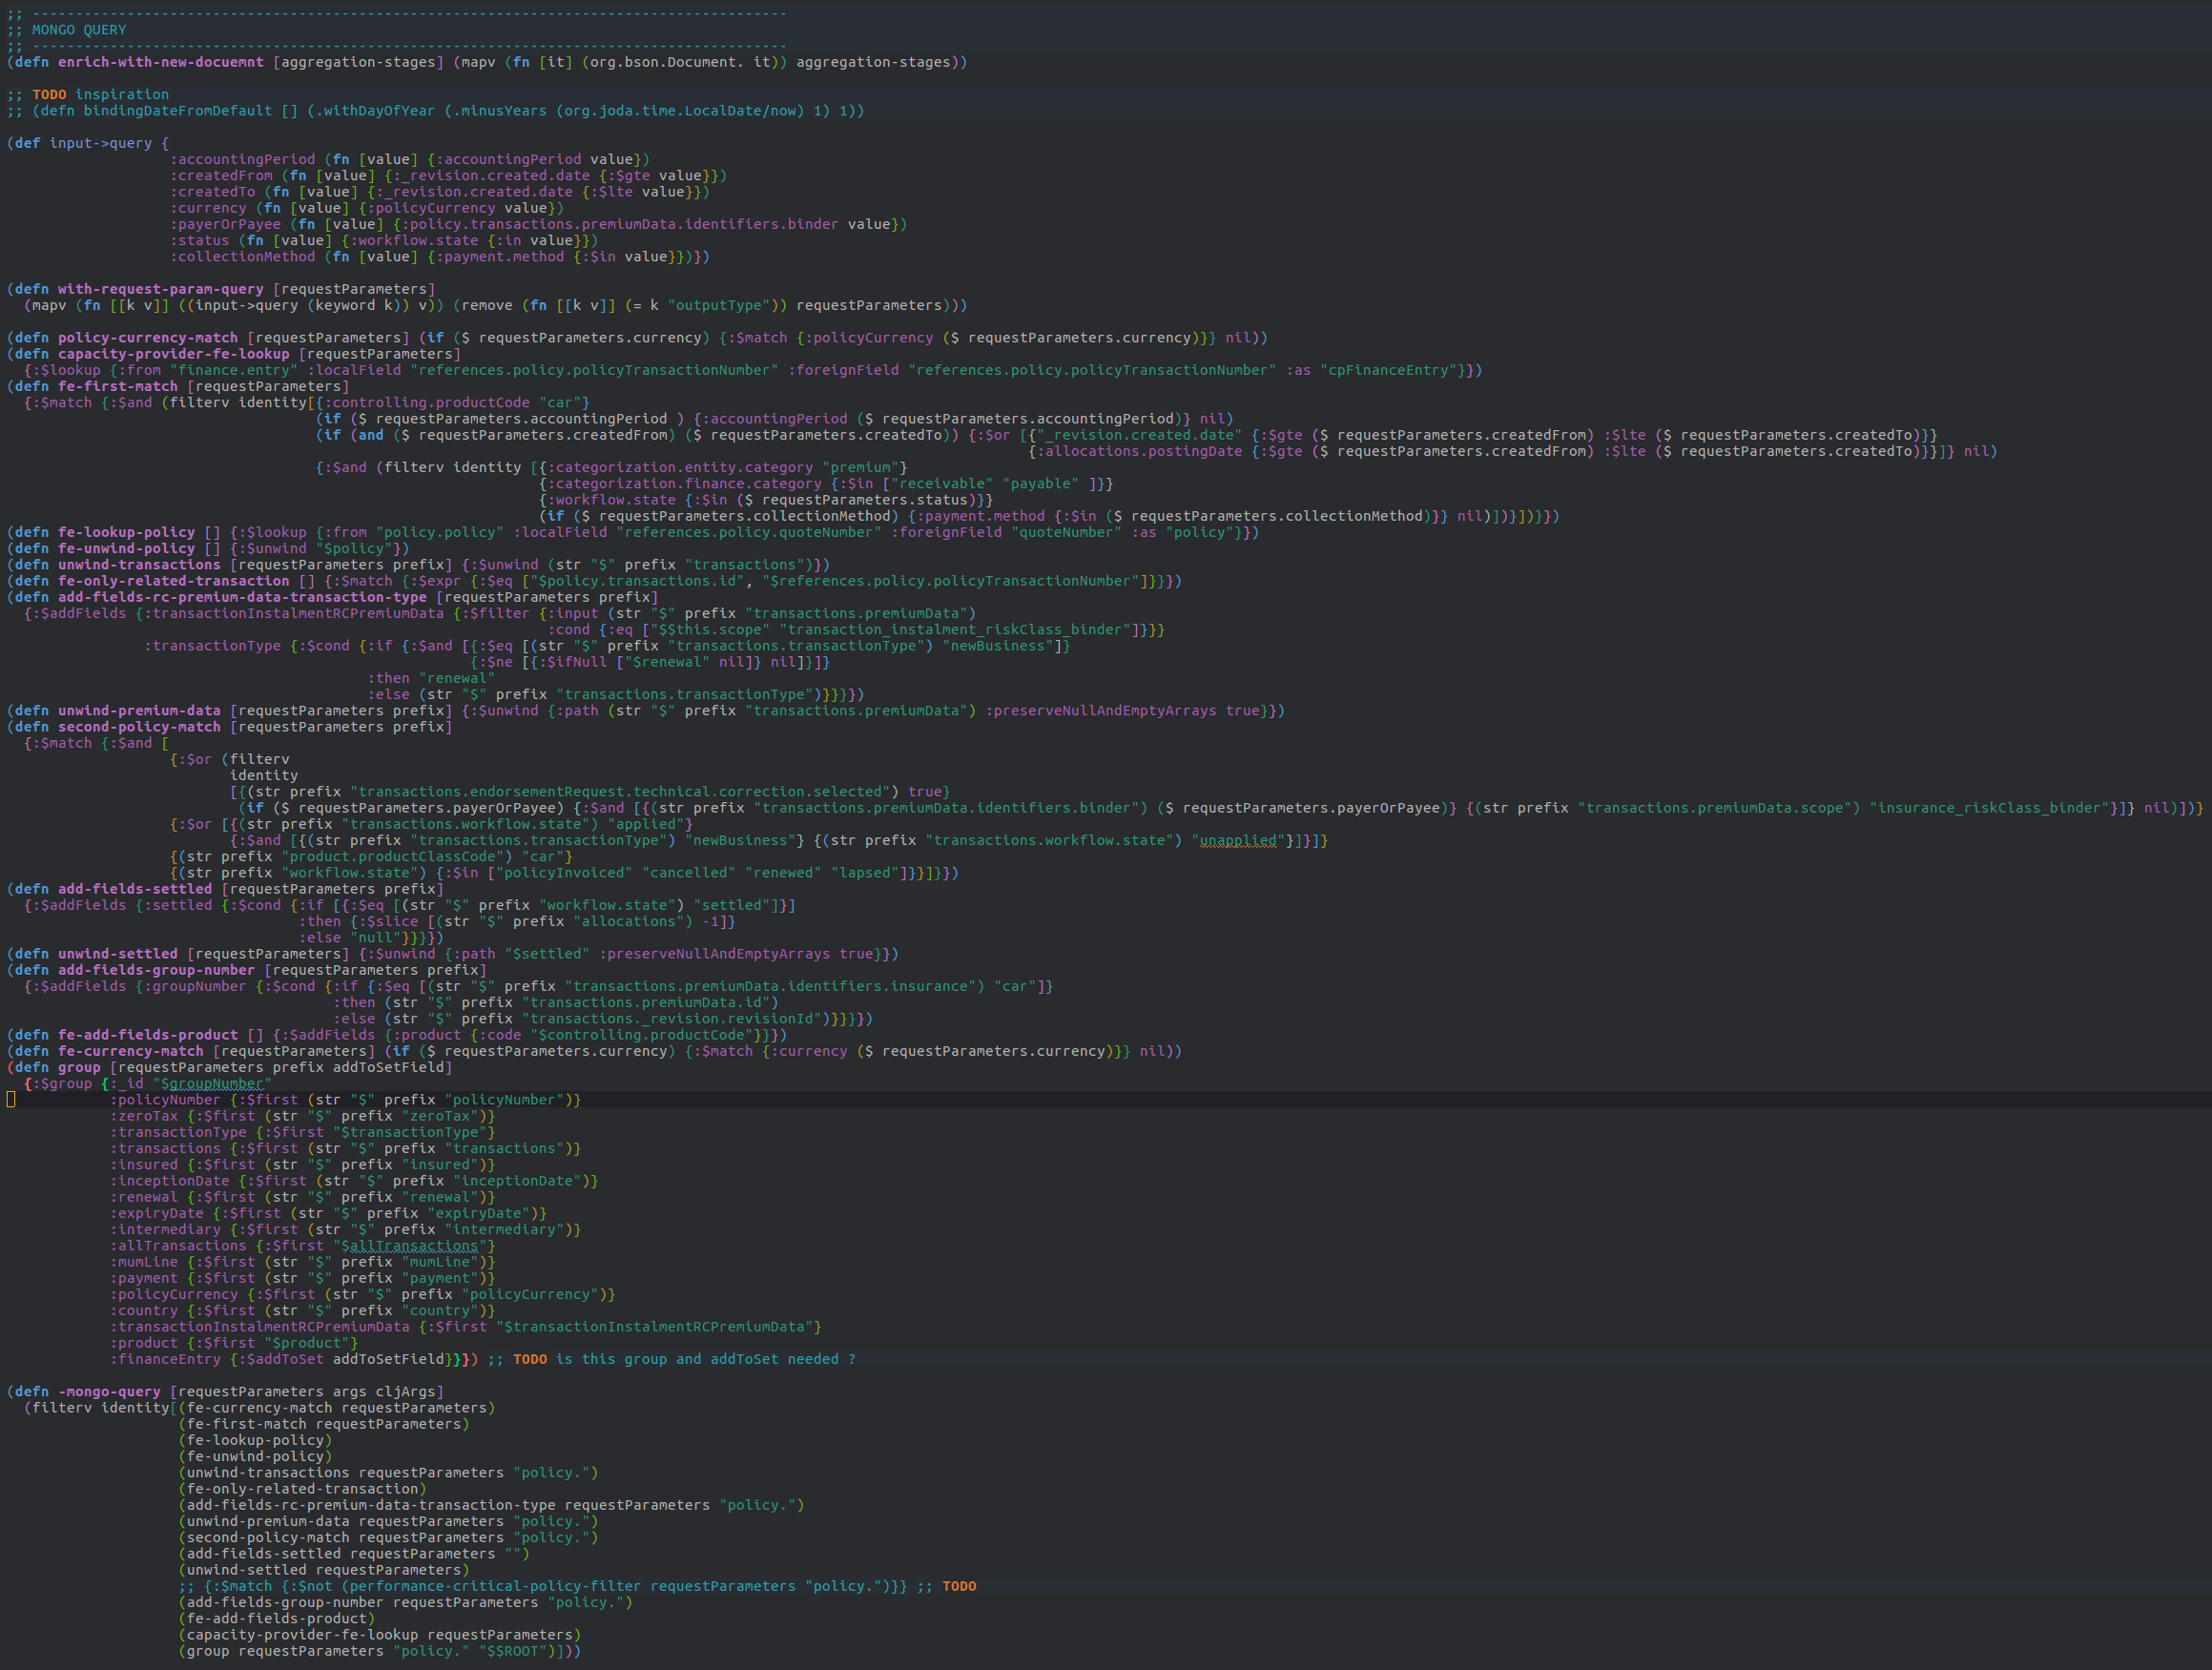 ;; ----------------------------------------------------------------------------------------
;; MONGO QUERY
;; ----------------------------------------------------------------------------------------
(defn enrich-with-new-docuemnt [aggregation-stages] (mapv (fn [it] (org.bson.Document. it)) aggregation-stages))

;; TODO inspiration
;; (defn bindingDateFromDefault [] (.withDayOfYear (.minusYears (org.joda.time.LocalDate/now) 1) 1))

(def input->query {
                   :accountingPeriod (fn [value] {:accountingPeriod value})
                   :createdFrom (fn [value] {:_revision.created.date {:$gte value}})
                   :createdTo (fn [value] {:_revision.created.date {:$lte value}})
                   :currency (fn [value] {:policyCurrency value})
                   :payerOrPayee (fn [value] {:policy.transactions.premiumData.identifiers.binder value})
                   :status (fn [value] {:workflow.state {:in value}})
                   :collectionMethod (fn [value] {:payment.method {:$in value}})})

(defn with-request-param-query [requestParameters]
  (mapv (fn [[k v]] ((input->query (keyword k)) v)) (remove (fn [[k v]] (= k "outputType")) requestParameters)))

(defn policy-currency-match [requestParameters] (if ($ requestParameters.currency) {:$match {:policyCurrency ($ requestParameters.currency)}} nil))
(defn capacity-provider-fe-lookup [requestParameters]
  {:$lookup {:from "finance.entry" :localField "references.policy.policyTransactionNumber" :foreignField "references.policy.policyTransactionNumber" :as "cpFinanceEntry"}})
(defn fe-first-match [requestParameters]
  {:$match {:$and (filterv identity[{:controlling.productCode "car"}
                                    (if ($ requestParameters.accountingPeriod ) {:accountingPeriod ($ requestParameters.accountingPeriod)} nil)
                                    (if (and ($ requestParameters.createdFrom) ($ requestParameters.createdTo)) {:$or [{"_revision.created.date" {:$gte ($ requestParameters.createdFrom) :$lte ($ requestParameters.createdTo)}}
                                                                                                                       {:allocations.postingDate {:$gte ($ requestParameters.createdFrom) :$lte ($ requestParameters.createdTo)}}]} nil)
                                    {:$and (filterv identity [{:categorization.entity.category "premium"}
                                                              {:categorization.finance.category {:$in ["receivable" "payable" ]}}
                                                              {:workflow.state {:$in ($ requestParameters.status)}}
                                                              (if ($ requestParameters.collectionMethod) {:payment.method {:$in ($ requestParameters.collectionMethod)}} nil)])}])}})
(defn fe-lookup-policy [] {:$lookup {:from "policy.policy" :localField "references.policy.quoteNumber" :foreignField "quoteNumber" :as "policy"}})
(defn fe-unwind-policy [] {:$unwind "$policy"})
(defn unwind-transactions [requestParameters prefix] {:$unwind (str "$" prefix "transactions")})
(defn fe-only-related-transaction [] {:$match {:$expr {:$eq ["$policy.transactions.id", "$references.policy.policyTransactionNumber"]}}})
(defn add-fields-rc-premium-data-transaction-type [requestParameters prefix]
  {:$addFields {:transactionInstalmentRCPremiumData {:$filter {:input (str "$" prefix "transactions.premiumData")
                                                               :cond {:eq ["$$this.scope" "transaction_instalment_riskClass_binder"]}}}
                :transactionType {:$cond {:if {:$and [{:$eq [(str "$" prefix "transactions.transactionType") "newBusiness"]}
                                                      {:$ne [{:$ifNull ["$renewal" nil]} nil]}]}
                                          :then "renewal"
                                          :else (str "$" prefix "transactions.transactionType")}}}})
(defn unwind-premium-data [requestParameters prefix] {:$unwind {:path (str "$" prefix "transactions.premiumData") :preserveNullAndEmptyArrays true}})
(defn second-policy-match [requestParameters prefix]
  {:$match {:$and [
                   {:$or (filterv
                          identity
                          [{(str prefix "transactions.endorsementRequest.technical.correction.selected") true}
                           (if ($ requestParameters.payerOrPayee) {:$and [{(str prefix "transactions.premiumData.identifiers.binder") ($ requestParameters.payerOrPayee)} {(str prefix "transactions.premiumData.scope") "insurance_riskClass_binder"}]} nil)])}
                   {:$or [{(str prefix "transactions.workflow.state") "applied"}
                          {:$and [{(str prefix "transactions.transactionType") "newBusiness"} {(str prefix "transactions.workflow.state") "unapplied"}]}]}
                   {(str prefix "product.productClassCode") "car"}
                   {(str prefix "workflow.state") {:$in ["policyInvoiced" "cancelled" "renewed" "lapsed"]}}]}})
(defn add-fields-settled [requestParameters prefix]
  {:$addFields {:settled {:$cond {:if [{:$eq [(str "$" prefix "workflow.state") "settled"]}]
                                  :then {:$slice [(str "$" prefix "allocations") -1]}
                                  :else "null"}}}})
(defn unwind-settled [requestParameters] {:$unwind {:path "$settled" :preserveNullAndEmptyArrays true}})
(defn add-fields-group-number [requestParameters prefix]
  {:$addFields {:groupNumber {:$cond {:if {:$eq [(str "$" prefix "transactions.premiumData.identifiers.insurance") "car"]}
                                      :then (str "$" prefix "transactions.premiumData.id")
                                      :else (str "$" prefix "transactions._revision.revisionId")}}}})
(defn fe-add-fields-product [] {:$addFields {:product {:code "$controlling.productCode"}}})
(defn fe-currency-match [requestParameters] (if ($ requestParameters.currency) {:$match {:currency ($ requestParameters.currency)}} nil))
(defn group [requestParameters prefix addToSetField]
  {:$group {:_id "$groupNumber"
            :policyNumber {:$first (str "$" prefix "policyNumber")}
            :zeroTax {:$first (str "$" prefix "zeroTax")}
            :transactionType {:$first "$transactionType"}
            :transactions {:$first (str "$" prefix "transactions")}
            :insured {:$first (str "$" prefix "insured")}
            :inceptionDate {:$first (str "$" prefix "inceptionDate")}
            :renewal {:$first (str "$" prefix "renewal")}
            :expiryDate {:$first (str "$" prefix "expiryDate")}
            :intermediary {:$first (str "$" prefix "intermediary")}
            :allTransactions {:$first "$allTransactions"}
            :mumLine {:$first (str "$" prefix "mumLine")}
            :payment {:$first (str "$" prefix "payment")}
            :policyCurrency {:$first (str "$" prefix "policyCurrency")}
            :country {:$first (str "$" prefix "country")}
            :transactionInstalmentRCPremiumData {:$first "$transactionInstalmentRCPremiumData"}
            :product {:$first "$product"}
            :financeEntry {:$addToSet addToSetField}}}) ;; TODO is this group and addToSet needed ?

(defn -mongo-query [requestParameters args cljArgs]
  (filterv identity[(fe-currency-match requestParameters)
                    (fe-first-match requestParameters)
                    (fe-lookup-policy)
                    (fe-unwind-policy)
                    (unwind-transactions requestParameters "policy.")
                    (fe-only-related-transaction)
                    (add-fields-rc-premium-data-transaction-type requestParameters "policy.")
                    (unwind-premium-data requestParameters "policy.")
                    (second-policy-match requestParameters "policy.")
                    (add-fields-settled requestParameters "")
                    (unwind-settled requestParameters)
                    ;; {:$match {:$not (performance-critical-policy-filter requestParameters "policy.")}} ;; TODO
                    (add-fields-group-number requestParameters "policy.")
                    (fe-add-fields-product)
                    (capacity-provider-fe-lookup requestParameters)
                    (group requestParameters "policy." "$$ROOT")]))